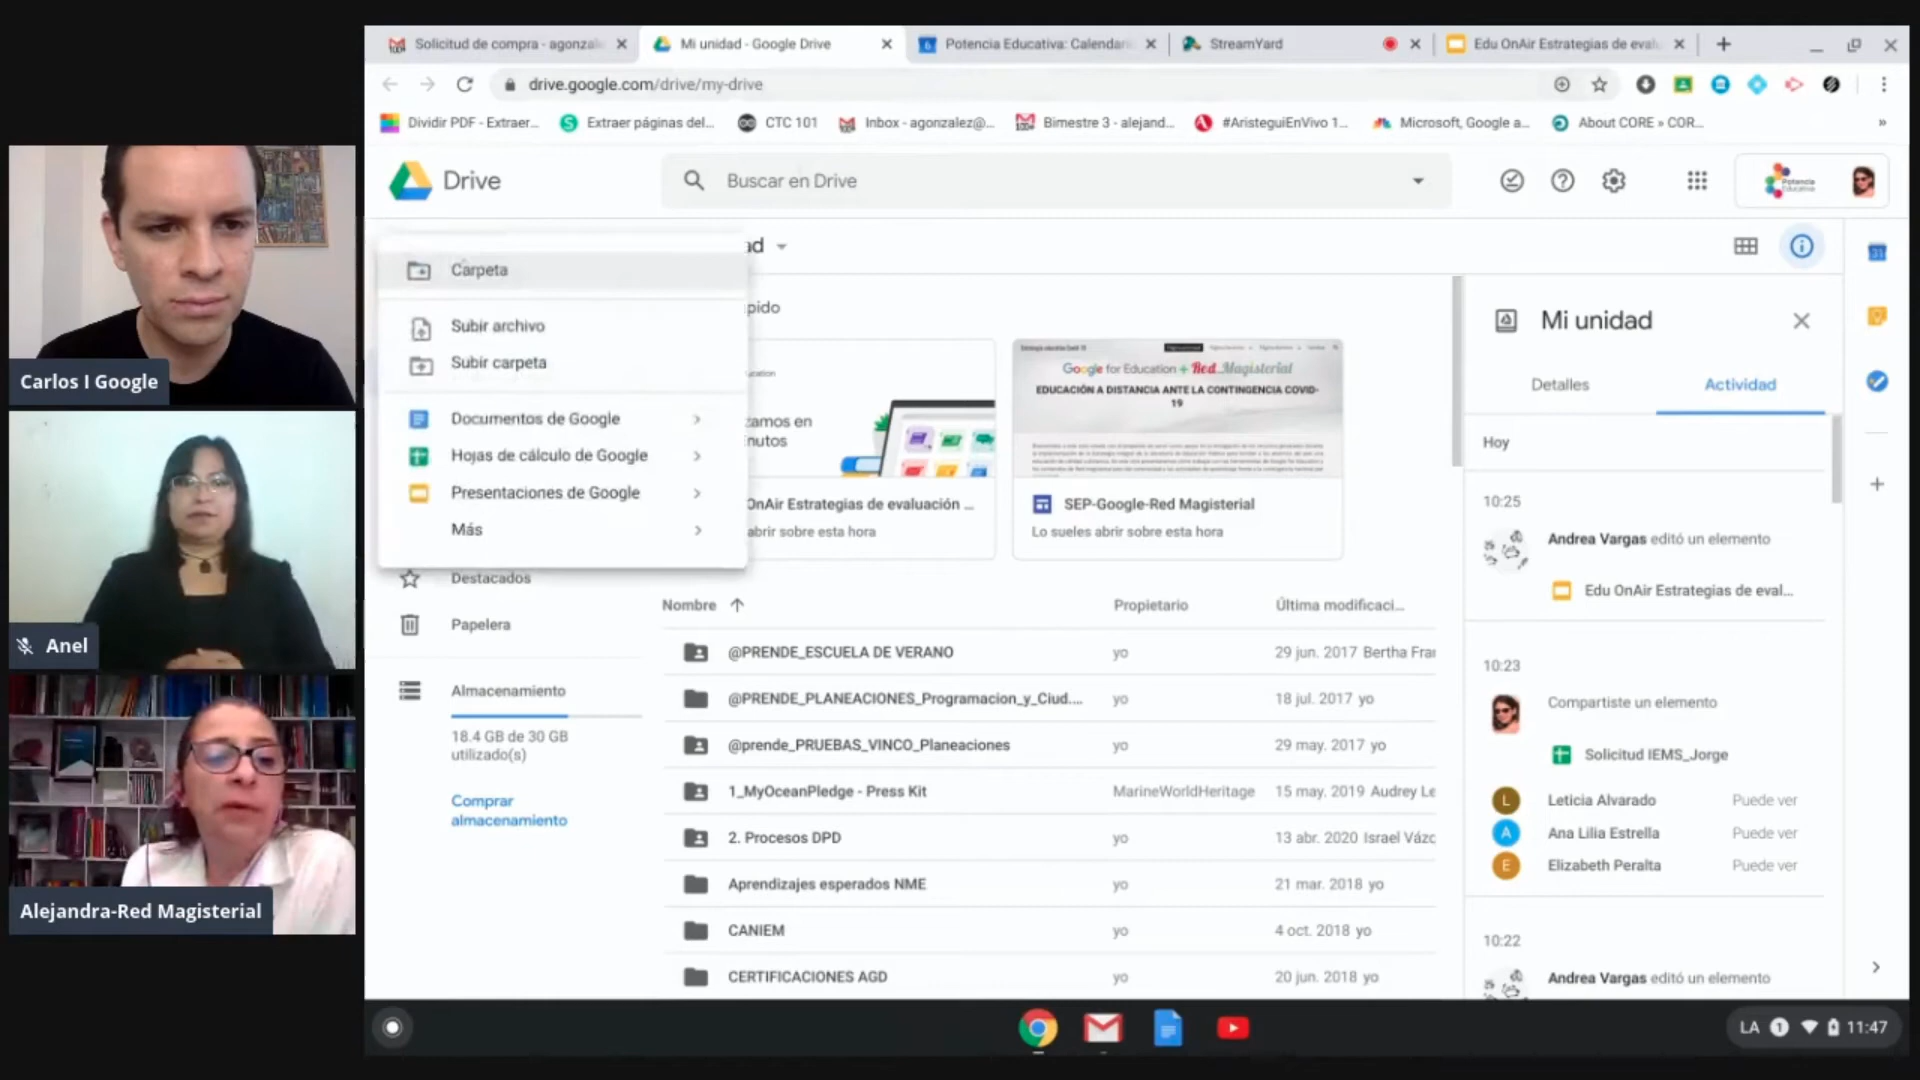 Solicitud de compra - agonzal
Mi unidad - Google Drive
Potencia Educativa: Calendari
StreamYard
Edu OnAir Estrategias de eval
drive.google.com/drive/my-drive
Dividir PDF - Extraer...
Extraer páginas del...
CTC 101
Inbox - agonzalez@...
Bimestre 3 - alejand...
#AristeguiEnVivo 1...
Microsoft, Google a...
About CORE » COR...
»
Drive
Buscar en Drive
Potencia
Educativa
Carpeta
Subir archivo
Subir carpeta
Documentos de Google
Hojas de cálculo de Google
Presentaciones de Google
Más
Destacados
Papelera
Almacenamiento
18.4 GB de 30 GB
utilizado(s)
Comprar
almacenamiento
ad
pido
zamos en
nutos
OnAir Estrategias de evaluación ...
abrir sobre esta hora
Google for Education + Red Magisterial
EDUCACIÓN A DISTANCIA ANTE LA CONTINGENCIA COVID-
19
SEP-Google-Red Magisterial
Lo sueles abrir sobre esta hora
Nombre Propietario Última modificaci...
@PRENDE_ESCUELA DE VERANO yo 29 jun. 2017 Bertha Fra
@PRENDE_PLANEACIONES_Programacion_y_Ciud.... yo 18 jul. 2017 yo
@prende_PRUEBAS_VINCO_Planeaciones yo 29 may. 2017 yo
1_MyOceanPledge - Press Kit MarineWorldHeritage 15 may. 2019 Audrey Le
2. Procesos DPD yo 13 abr. 2020 Israel Vázc
Aprendizajes esperados NME yo 21 mar. 2018 yo
CANIEM yo 4 oct. 2018 yo
CERTIFICACIONES AGD yo 20 jun. 2018 yo
Mi unidad
Detalles Actividad
Hoy
10:25
Andrea Vargas editó un elemento
Edu OnAir Estrategias de eval...
10:23
Compartiste un elemento
Solicitud IEMS_Jorge
L Leticia Alvarado Puede ver
A Ana Lilia Estrella Puede ver
E Elizabeth Peralta Puede ver
10:22
Andrea Vargas editó un elemento
31
Carlos I Google
Anel
Alejandra-Red Magisterial
LA 1 11:47